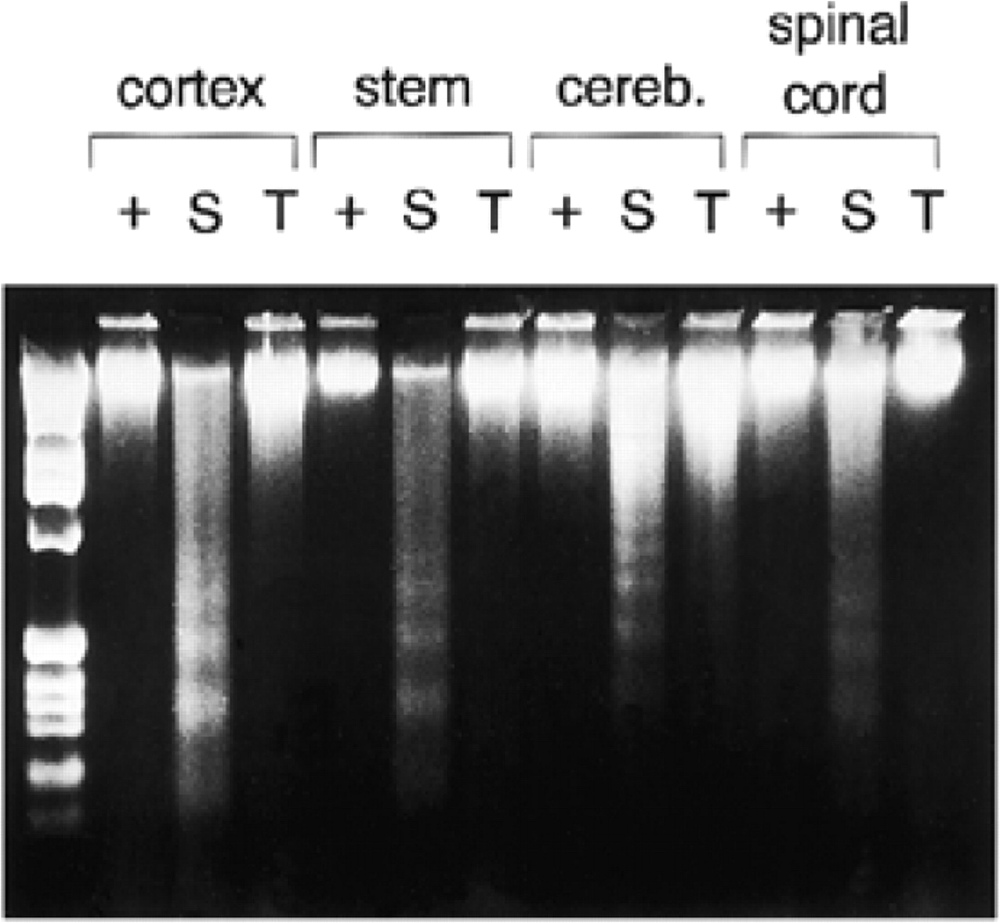 cortex stem cereb. spinal cord
+ S T + S T + S T + S T